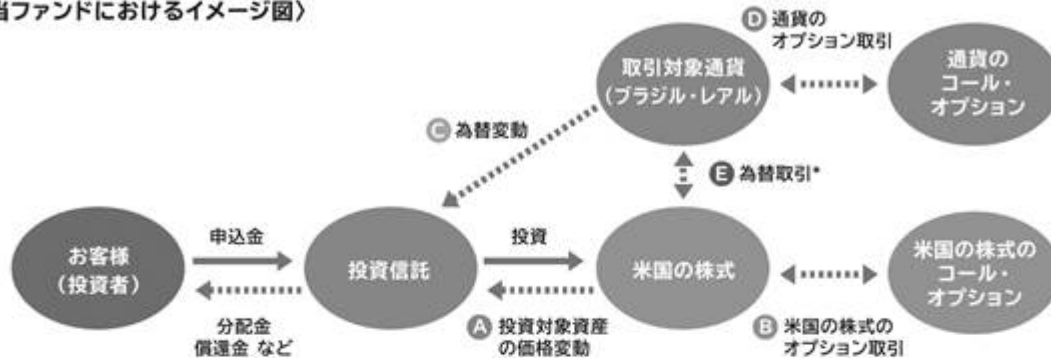 当ファンドにおけるイメージ図〉
D 通貨の
オプション取引
取引対象通貨
（ブラジル・レアル）
通貨の
コール・
オプション
C 為替変動
E 為替取引*
お客様
（投資者）
申込金
分配金
償還金 など
投資信託
投資
A 投資対象資産
の価格変動
米国の株式
B 米国の株式の
オプション取引
米国の株式の
コール・
オプション